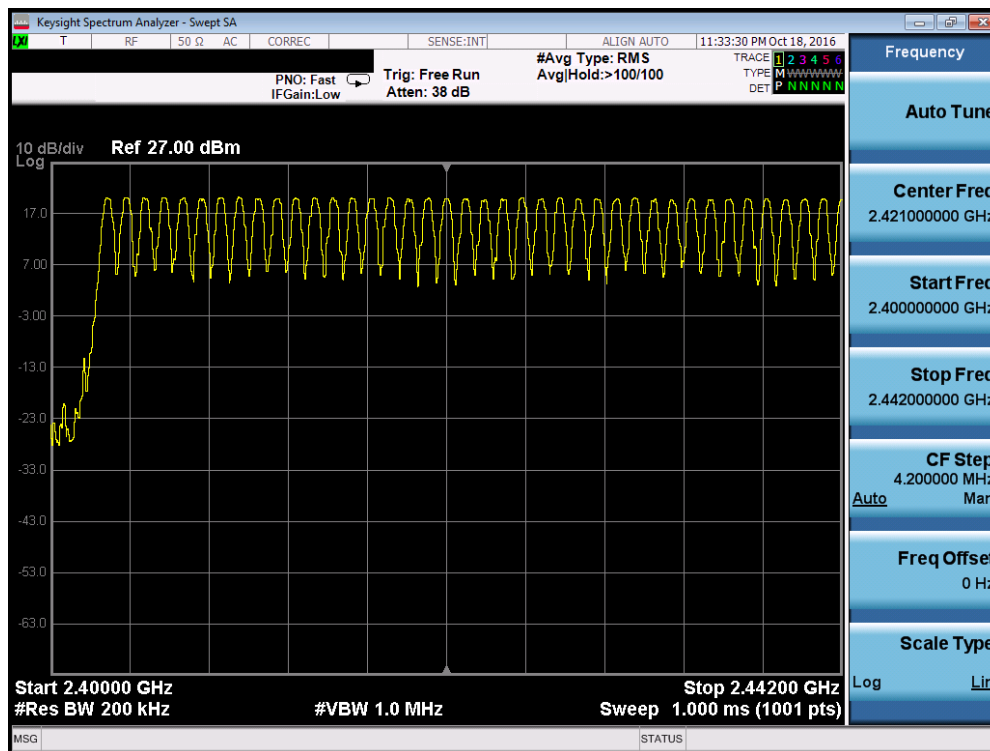 Keysight Spectrum Analyzer - Swept SA
LXI T RF 50 Ω AC CORREC SENSE:INT ALIGN AUTO 11:33:30 PM Oct 18, 2016
PNO: Fast
IFGain:Low
Trig: Free Run
Atten: 38 dB
#Avg Type: RMS
Avg|Hold:>100/100
TRACE 1 2 3 4 5 6
TYPE M WWWWW
DET P N N N N N
10 dB/div
Log
Ref 27.00 dBm
17.0
7.00
-3.00
-13.0
-23.0
-33.0
-43.0
-53.0
-63.0
Start 2.40000 GHz
#Res BW 200 kHz
#VBW 1.0 MHz
Stop 2.44200 GHz
Sweep 1.000 ms (1001 pts)
MSG
STATUS
Frequency
Auto Tune
Center Freq
2.421000000 GHz
Start Freq
2.400000000 GHz
Stop Freq
2.442000000 GHz
CF Step
4.200000 MHz
Auto Man
Freq Offset
0 Hz
Scale Type
Log Lin